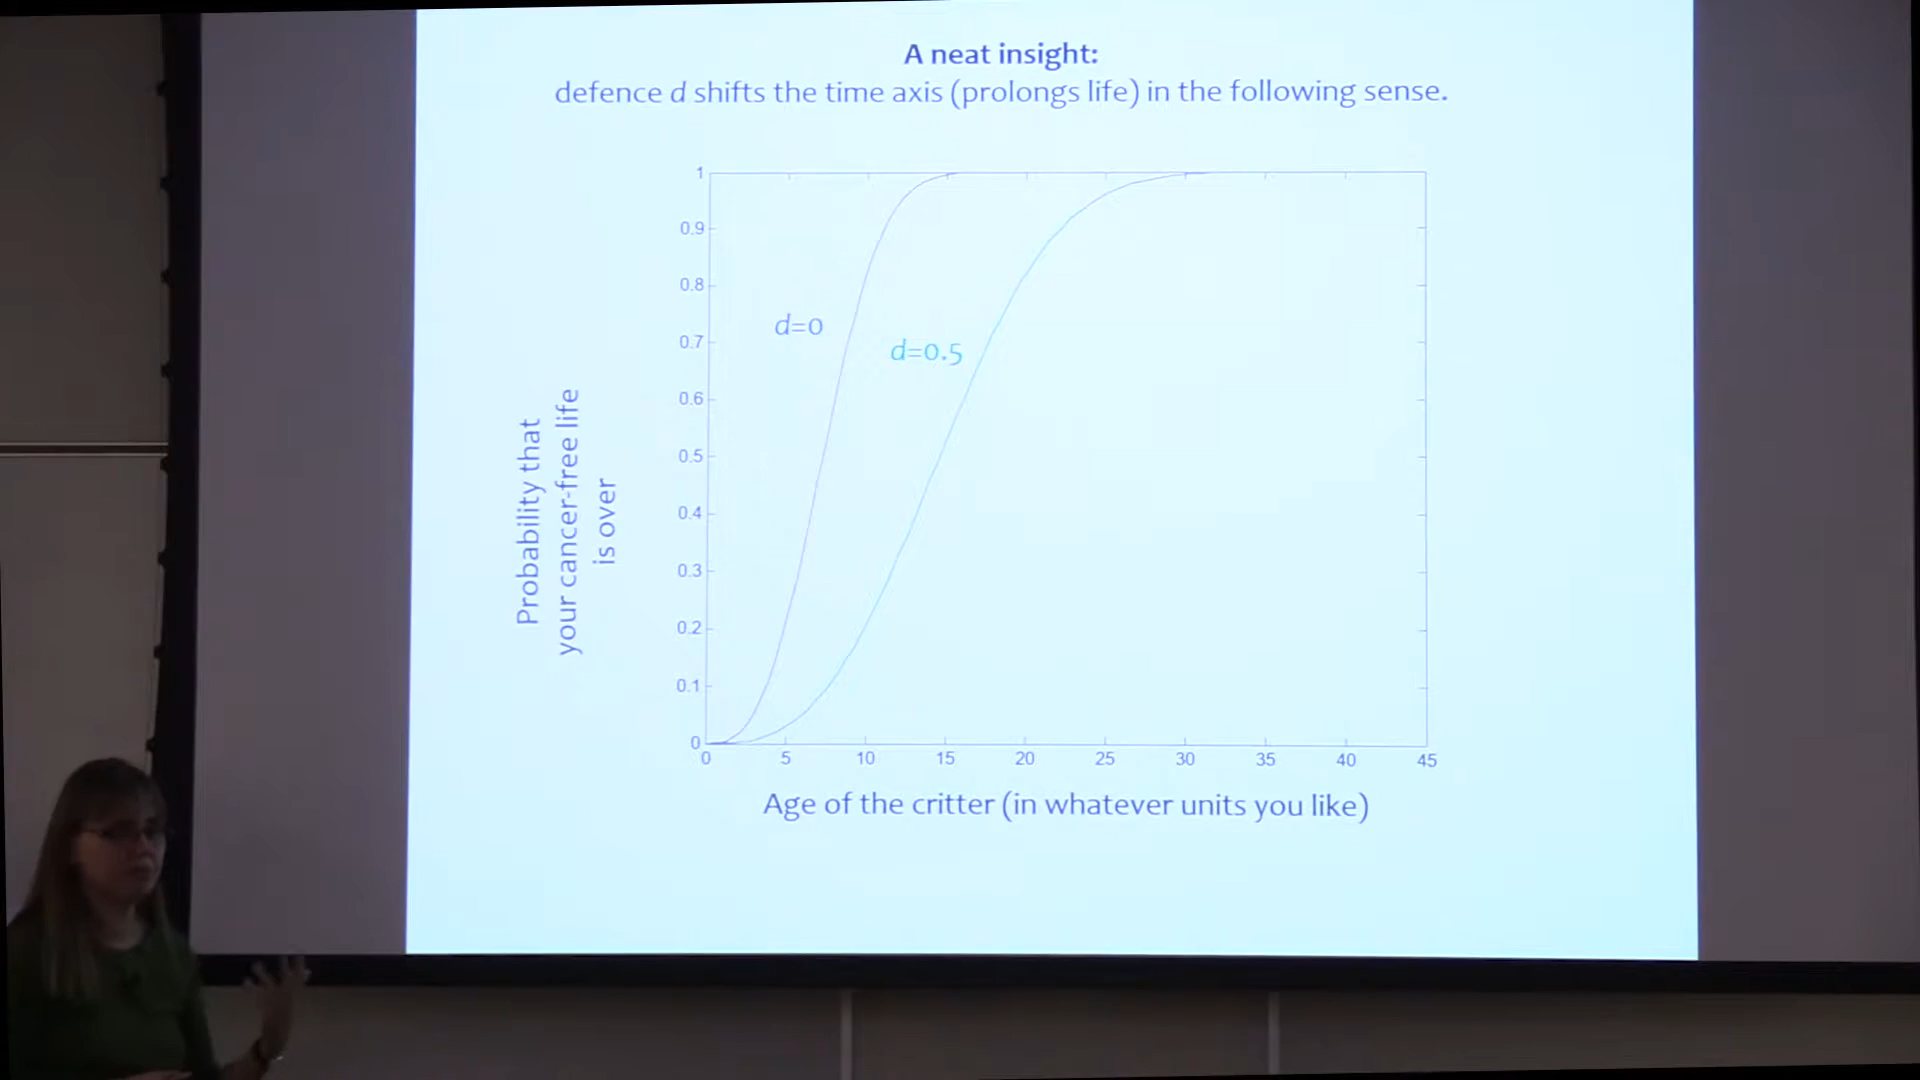 A neat insight:
defence d shifts the time axis (prolongs life) in the following sense.
1
0.9
0.8
0.7
0.6
0.5
0.4
0.3
0.2
0.1
0
d=0
d=0.5
Probability that
your cancer-free life
is over
0 5 10 15 20 25 30 35 40 45
Age of the critter (in whatever units you like)